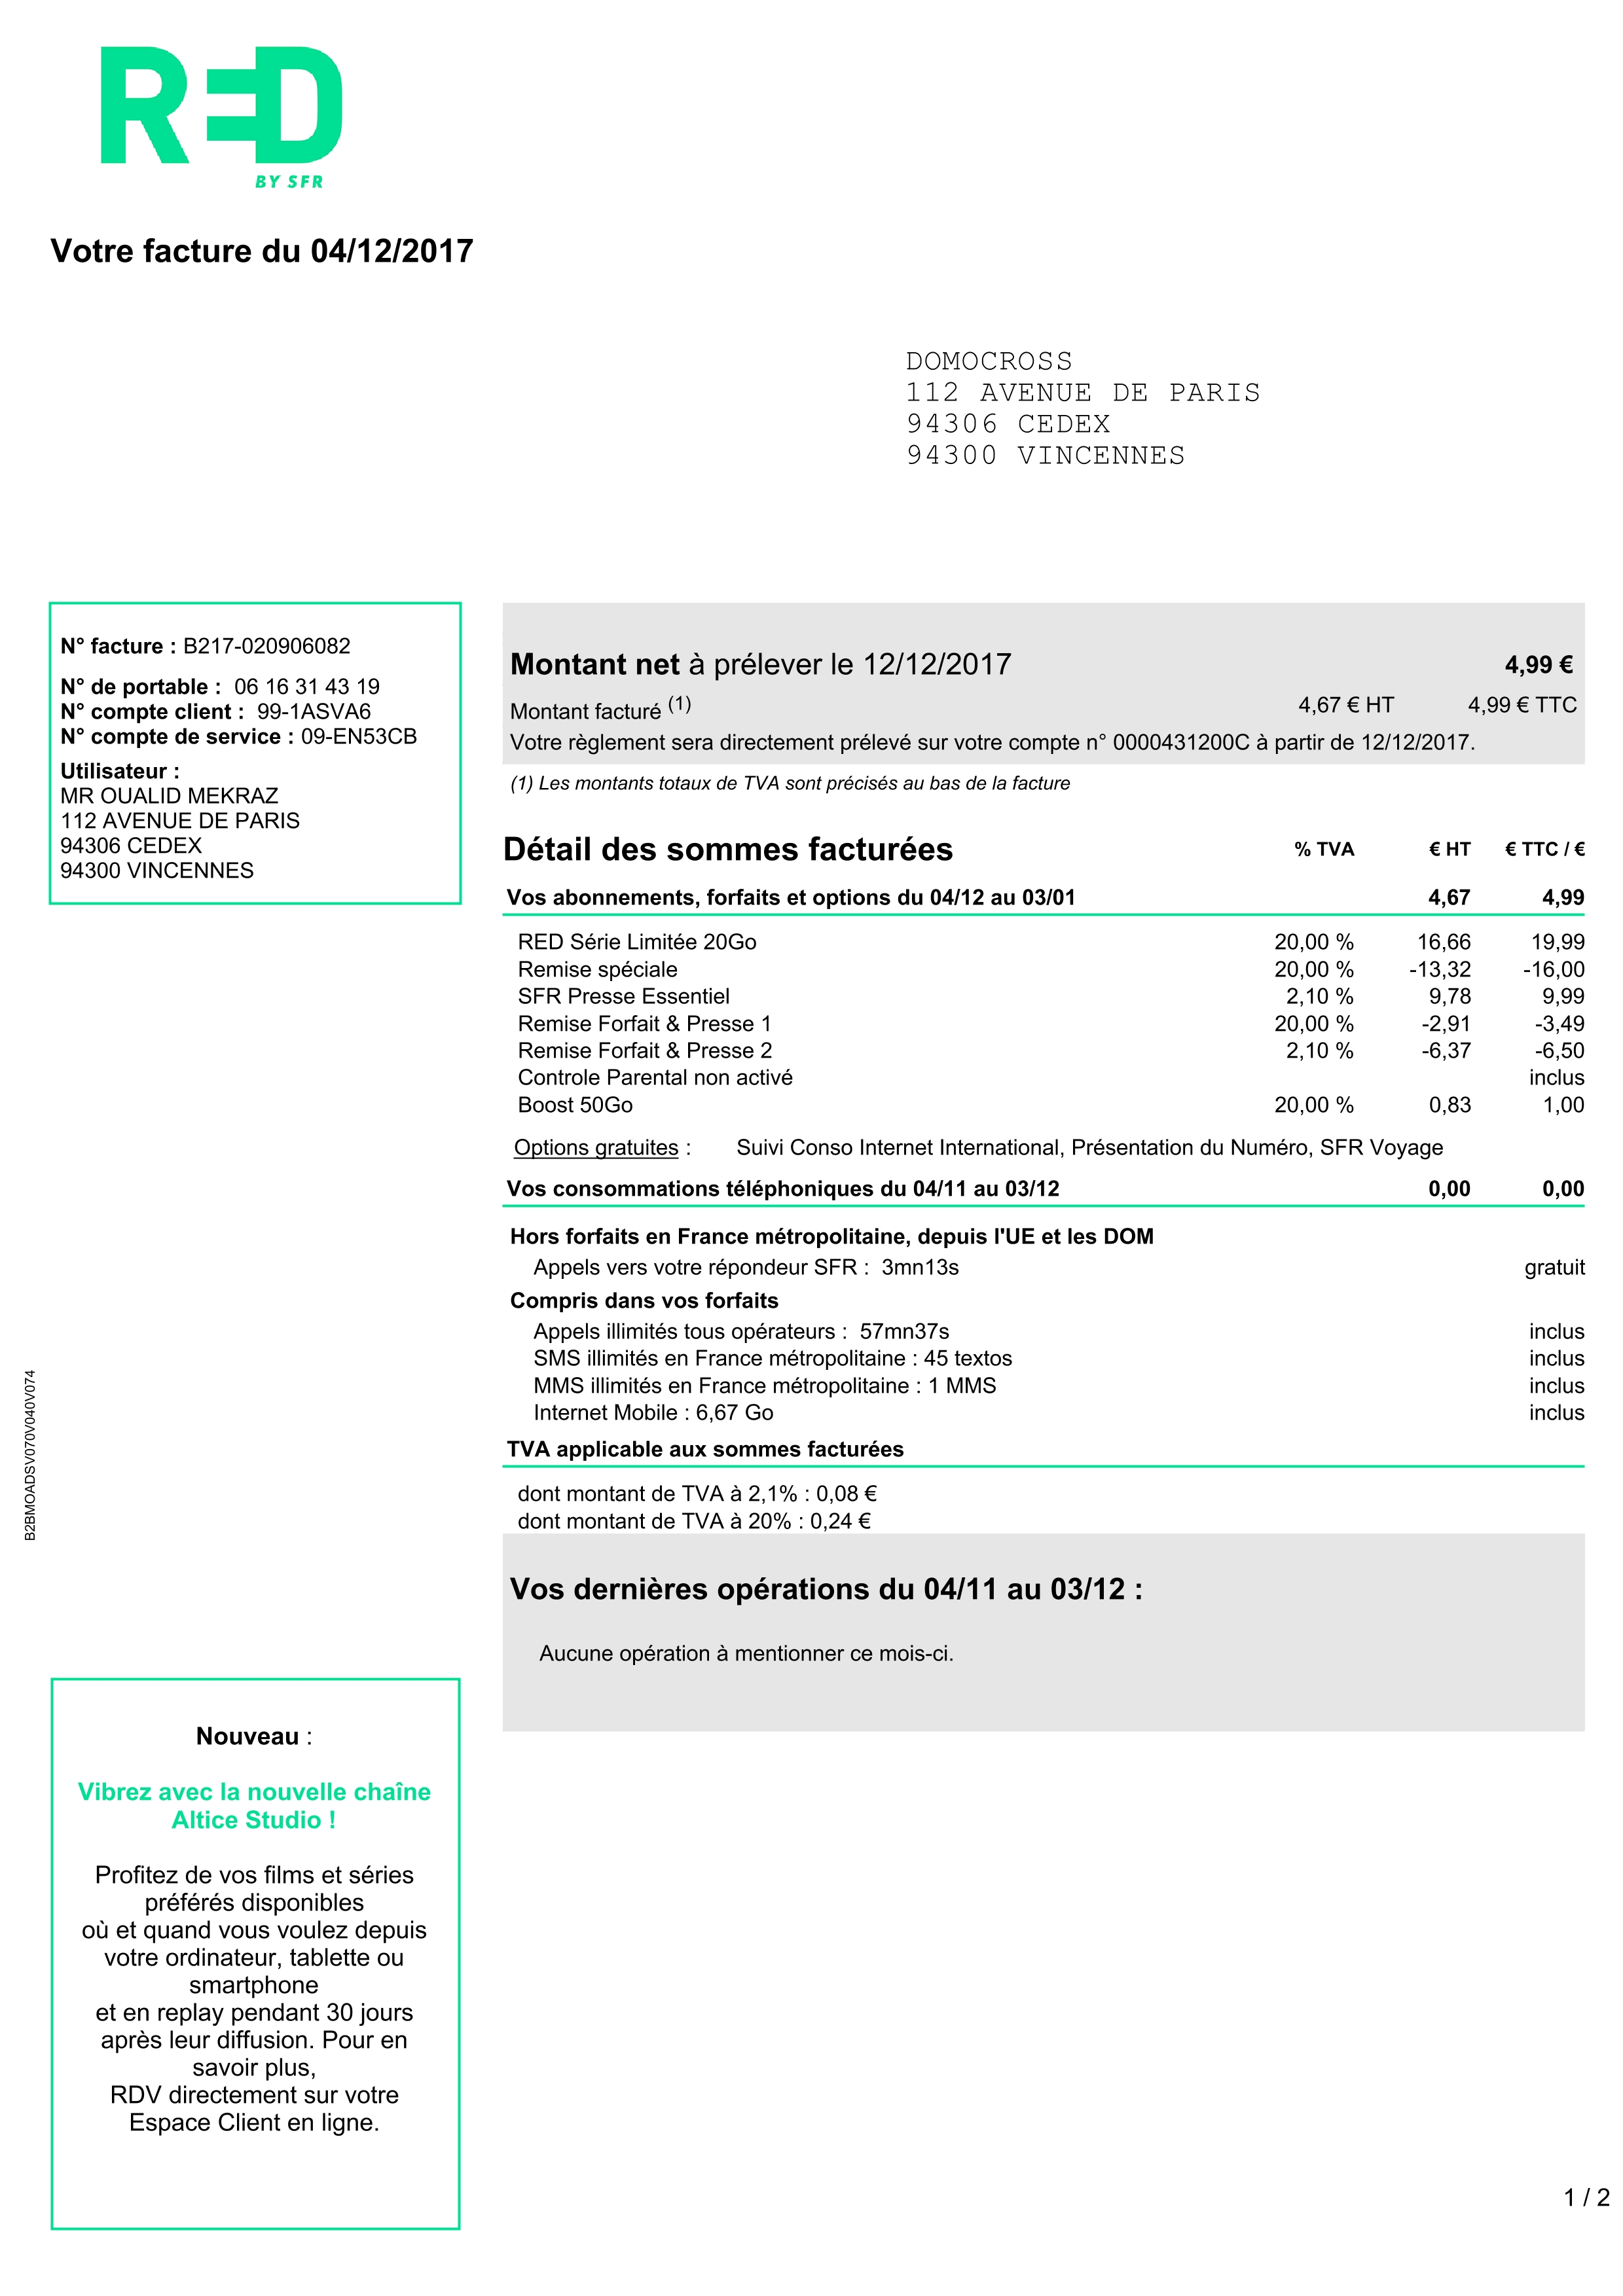 RED
BY SFR
Votre facture du 04/12/2017
DOMOCROSS
112 AVENUE DE PARIS
94306 CEDEX
94300 VINCENNES
N° facture : B217-020906082
N° de portable : 06 16 31 43 19
N° compte client : 99-1ASVA6
N° compte de service : 09-EN53CB
Utilisateur :
MR OUALID MEKRAZ
112 AVENUE DE PARIS
94306 CEDEX
94300 VINCENNES
Montant net à prélever le 12/12/2017 4,99 €
Montant facturé (1) 4,67 € HT 4,99 € TTC
Votre règlement sera directement prélevé sur votre compte n° 0000431200C à partir de 12/12/2017.
(1) Les montants totaux de TVA sont précisés au bas de la facture
Détail des sommes facturées % TVA € HT € TTC / €
Vos abonnements, forfaits et options du 04/12 au 03/01 4,67 4,99
RED Série Limitée 20Go 20,00 % 16,66 19,99
Remise spéciale 20,00 % -13,32 -16,00
SFR Presse Essentiel 2,10 % 9,78 9,99
Remise Forfait & Presse 1 20,00 % -2,91 -3,49
Remise Forfait & Presse 2 2,10 % -6,37 -6,50
Controle Parental non activé inclus
Boost 50Go 20,00 % 0,83 1,00
Options gratuites : Suivi Conso Internet International, Présentation du Numéro, SFR Voyage
Vos consommations téléphoniques du 04/11 au 03/12 0,00 0,00
Hors forfaits en France métropolitaine, depuis l'UE et les DOM
Appels vers votre répondeur SFR : 3mn13s gratuit
Compris dans vos forfaits
Appels illimités tous opérateurs : 57mn37s inclus
SMS illimités en France métropolitaine : 45 textos inclus
MMS illimités en France métropolitaine : 1 MMS inclus
Internet Mobile : 6,67 Go inclus
TVA applicable aux sommes facturées
dont montant de TVA à 2,1% : 0,08 €
dont montant de TVA à 20% : 0,24 €
Vos dernières opérations du 04/11 au 03/12 :
Aucune opération à mentionner ce mois-ci.
B2BMOADSV070V040V074
Nouveau :
Vibrez avec la nouvelle chaîne
Altice Studio !
Profitez de vos films et séries
préférés disponibles
où et quand vous voulez depuis
votre ordinateur, tablette ou
smartphone
et en replay pendant 30 jours
après leur diffusion. Pour en
savoir plus,
RDV directement sur votre
Espace Client en ligne.
1 / 2